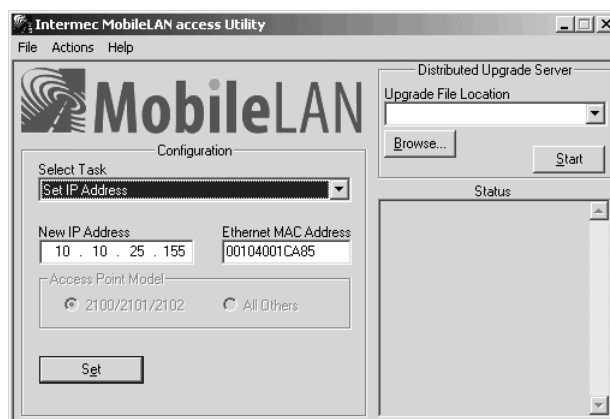 Intermec MobileLAN access Utility
File Actions Help
MobileLAN
Configuration
Select Task
Set IP Address
New IP Address Ethernet MAC Address
10 . 10 . 25 . 155 00104001CA85
Access Point Model
2100/2101/2102 All Others
Set
Distributed Upgrade Server
Upgrade File Location
Browse...
Start
Status